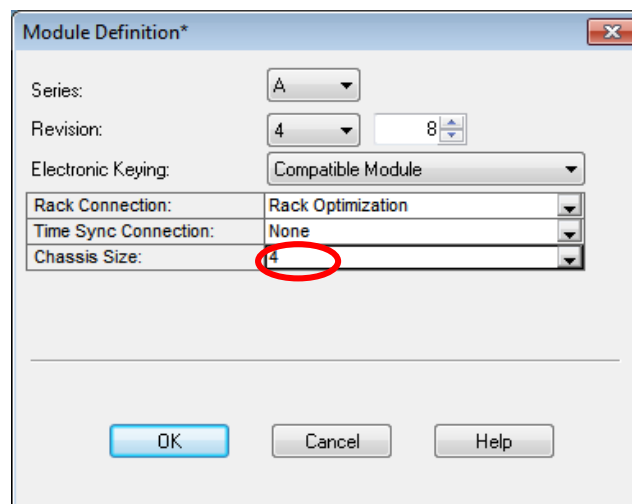 Module Definition*
Series: A
Revision: 4 8
Electronic Keying: Compatible Module
Rack Connection: Rack Optimization
Time Sync Connection: None
Chassis Size: 4
OK Cancel Help